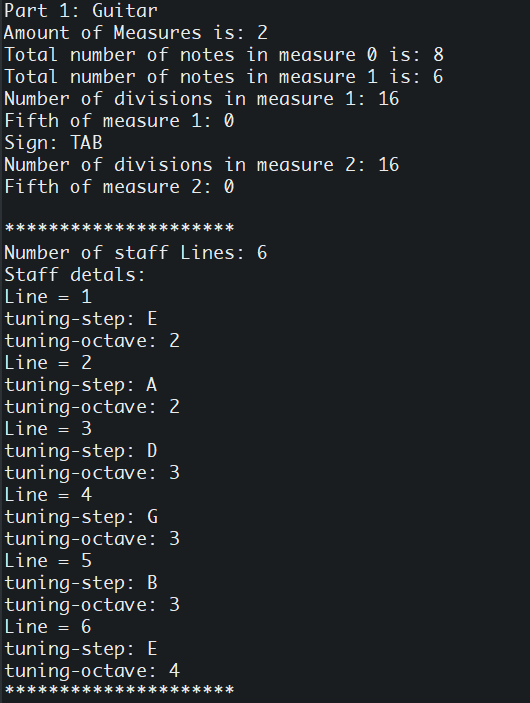 Part 1: Guitar
Amount of Measures is: 2
Total number of notes in measure 0 is: 8
Total number of notes in measure 1 is: 6
Number of divisions in measure 1: 16
Fifth of measure 1: 0
Sign: TAB
Number of divisions in measure 2: 16
Fifth of measure 2: 0

*********************
Number of staff Lines: 6
Staff detals:
Line = 1
tuning-step: E
tuning-octave: 2
Line = 2
tuning-step: A
tuning-octave: 2
Line = 3
tuning-step: D
tuning-octave: 3
Line = 4
tuning-step: G
tuning-octave: 3
Line = 5
tuning-step: B
tuning-octave: 3
Line = 6
tuning-step: E
tuning-octave: 4
*********************